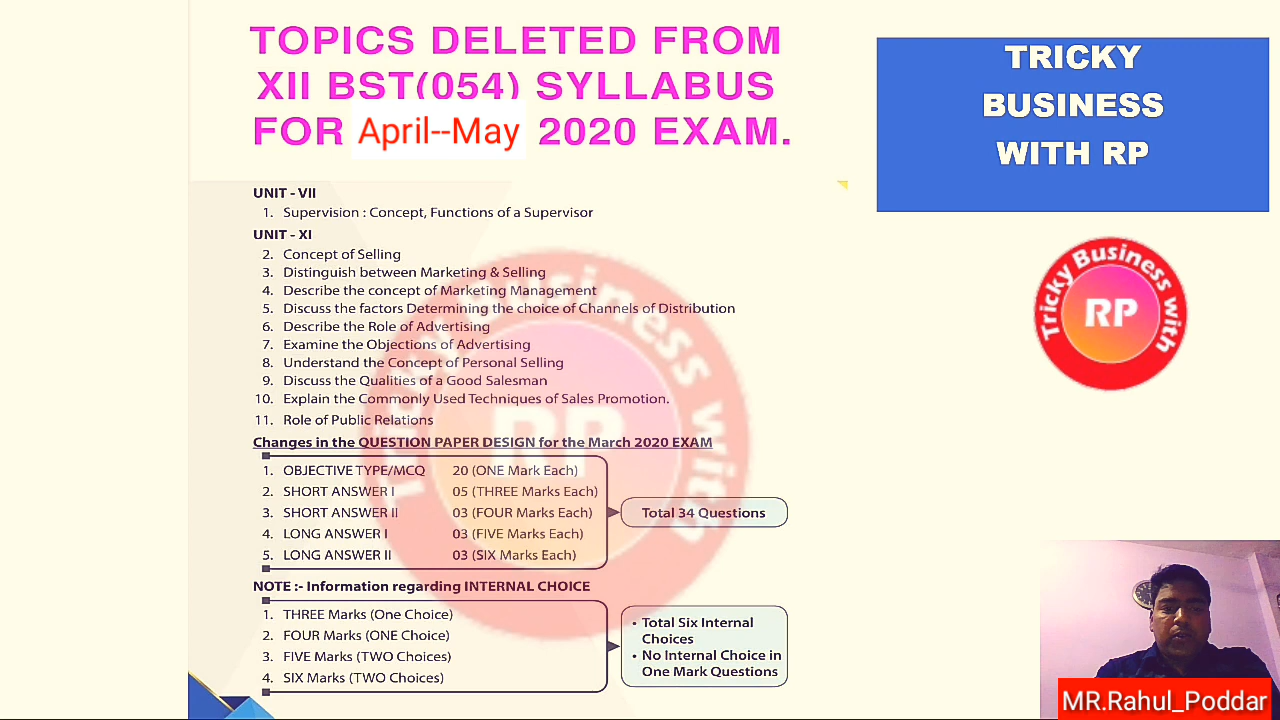 TOPICS DELETED FROM
XII BST(054) SYLLABUS
FOR April--May 2020 EXAM.
TRICKY
BUSINESS
WITH RP
UNIT - VII
1. Supervision : Concept, Functions of a Supervisor
UNIT - XI
2. Concept of Selling
3. Distinguish between Marketing & Selling
4. Describe the concept of Marketing Management
5. Discuss the factors Determining the choice of Channels of Distribution
6. Describe the Role of Advertising
7. Examine the Objections of Advertising
8. Understand the Concept of Personal Selling
9. Discuss the Qualities of a Good Salesman
10. Explain the Commonly Used Techniques of Sales Promotion.
11. Role of Public Relations
Changes in the QUESTION PAPER DESIGN for the March 2020 EXAM
1. OBJECTIVE TYPE/MCQ 20 (ONE Mark Each)
2. SHORT ANSWER I 05 (THREE Marks Each)
3. SHORT ANSWER II 03 (FOUR Marks Each)
4. LONG ANSWER I 03 (FIVE Marks Each)
5. LONG ANSWER II 03 (SIX Marks Each)
Total 34 Questions
NOTE :- Information regarding INTERNAL CHOICE
1. THREE Marks (One Choice)
2. FOUR Marks (ONE Choice)
3. FIVE Marks (TWO Choices)
4. SIX Marks (TWO Choices)
• Total Six Internal
Choices
• No Internal Choice in
One Mark Questions
Tricky Business with
RP
Tricky Business with
RP
MR.Rahul_Poddar